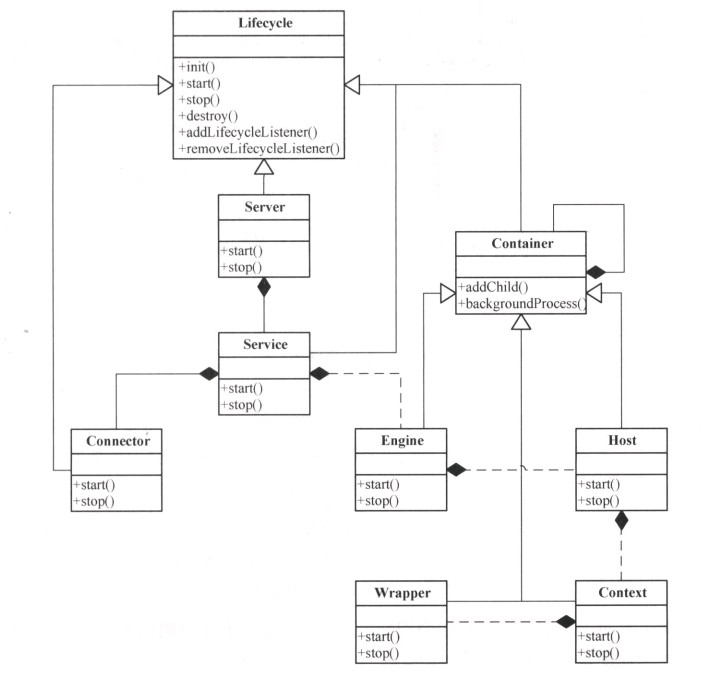 Lifecycle
+init()
+start()
+stop()
+destroy()
+addLifecycleListener()
+removeLifecycleListener()
Server
+start()
+stop()
Container
+addChild()
+backgroundProcess()
Service
+start()
+stop()
Connector
+start()
+stop()
Engine
+start()
+stop()
Host
+start()
+stop()
Wrapper
+start()
+stop()
Context
+start()
+stop()